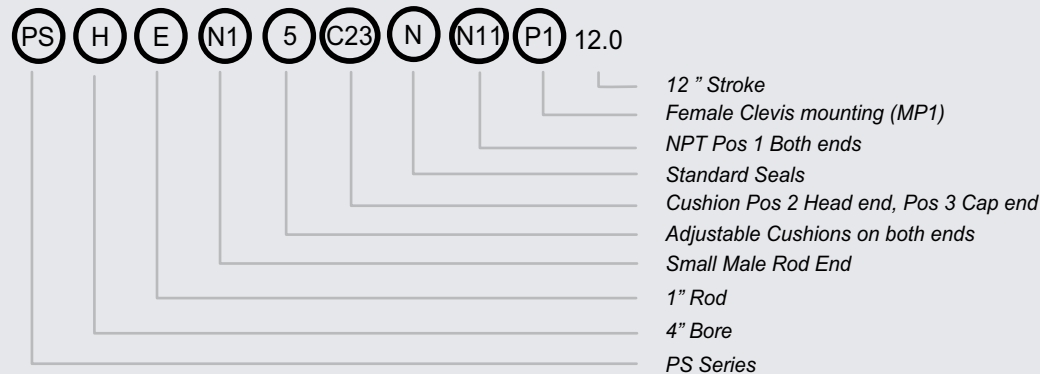 PS H E N1 5 C23 N N11 P1 12.0
12 ” Stroke
Female Clevis mounting (MP1)
NPT Pos 1 Both ends
Standard Seals
Cushion Pos 2 Head end, Pos 3 Cap end
Adjustable Cushions on both ends
Small Male Rod End
1” Rod
4” Bore
PS Series